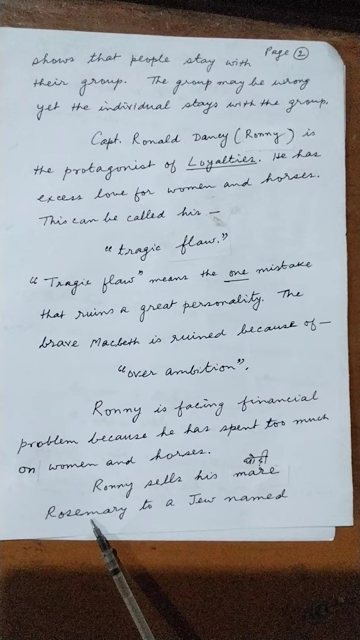 Page 2
shows that people stay with
their group. The group may be wrong
yet the individual stays with the group.
Capt. Ronald Dancy (Ronny) is
the protagonist of Loyalties. He has
excess love for women and horses.
This can be called his —
"tragic flaw."
"Tragic flaw" means the one mistake
that ruins a great personality. The
brave Macbeth is ruined because of —
"over ambition".
Ronny is facing financial
problem because he has spent too much
on women and horses.
घोड़ी
Ronny sells his mare
Rosemary to a Jew named